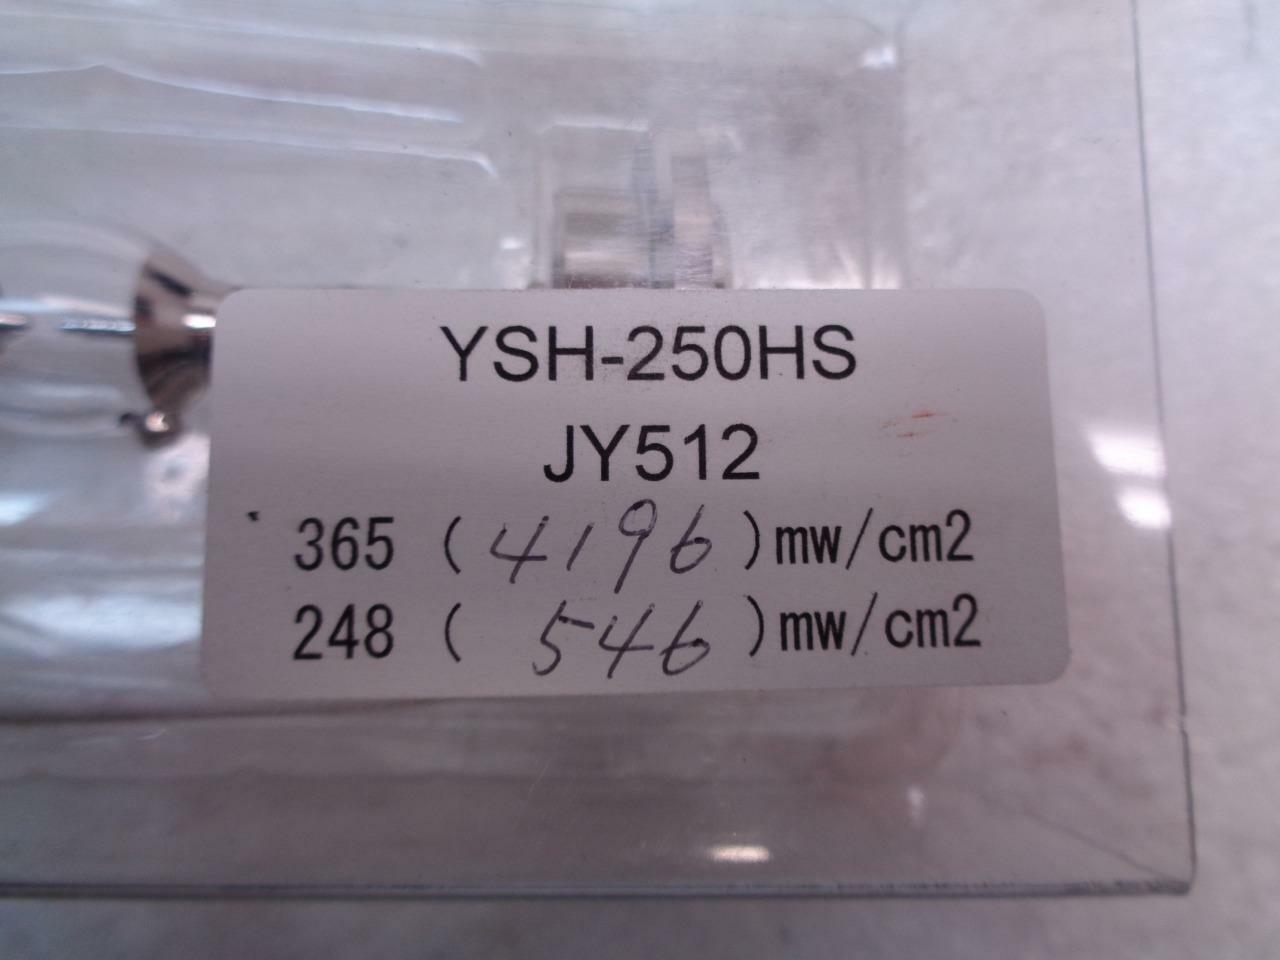 YSH-250HS
JY512
365 ( 4196 ) mw/cm2
248 ( 546 ) mw/cm2